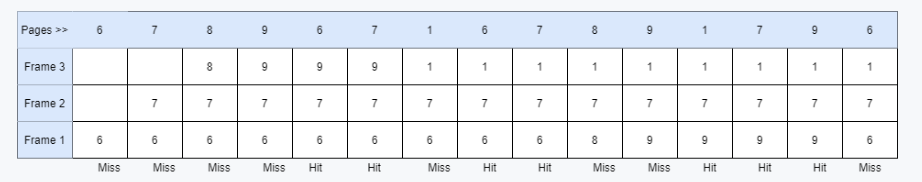 Pages >> 6 7 8 9 6 7 1 6 7 8 9 1 7 9 6
Frame 3 8 9 9 9 1 1 1 1 1 1 1 1 1
Frame 2 7 7 7 7 7 7 7 7 7 7 7 7 7 7
Frame 1 6 6 6 6 6 6 6 6 6 8 9 9 9 9 6
Miss Miss Miss Miss Hit Hit Miss Hit Hit Miss Miss Hit Hit Hit Miss